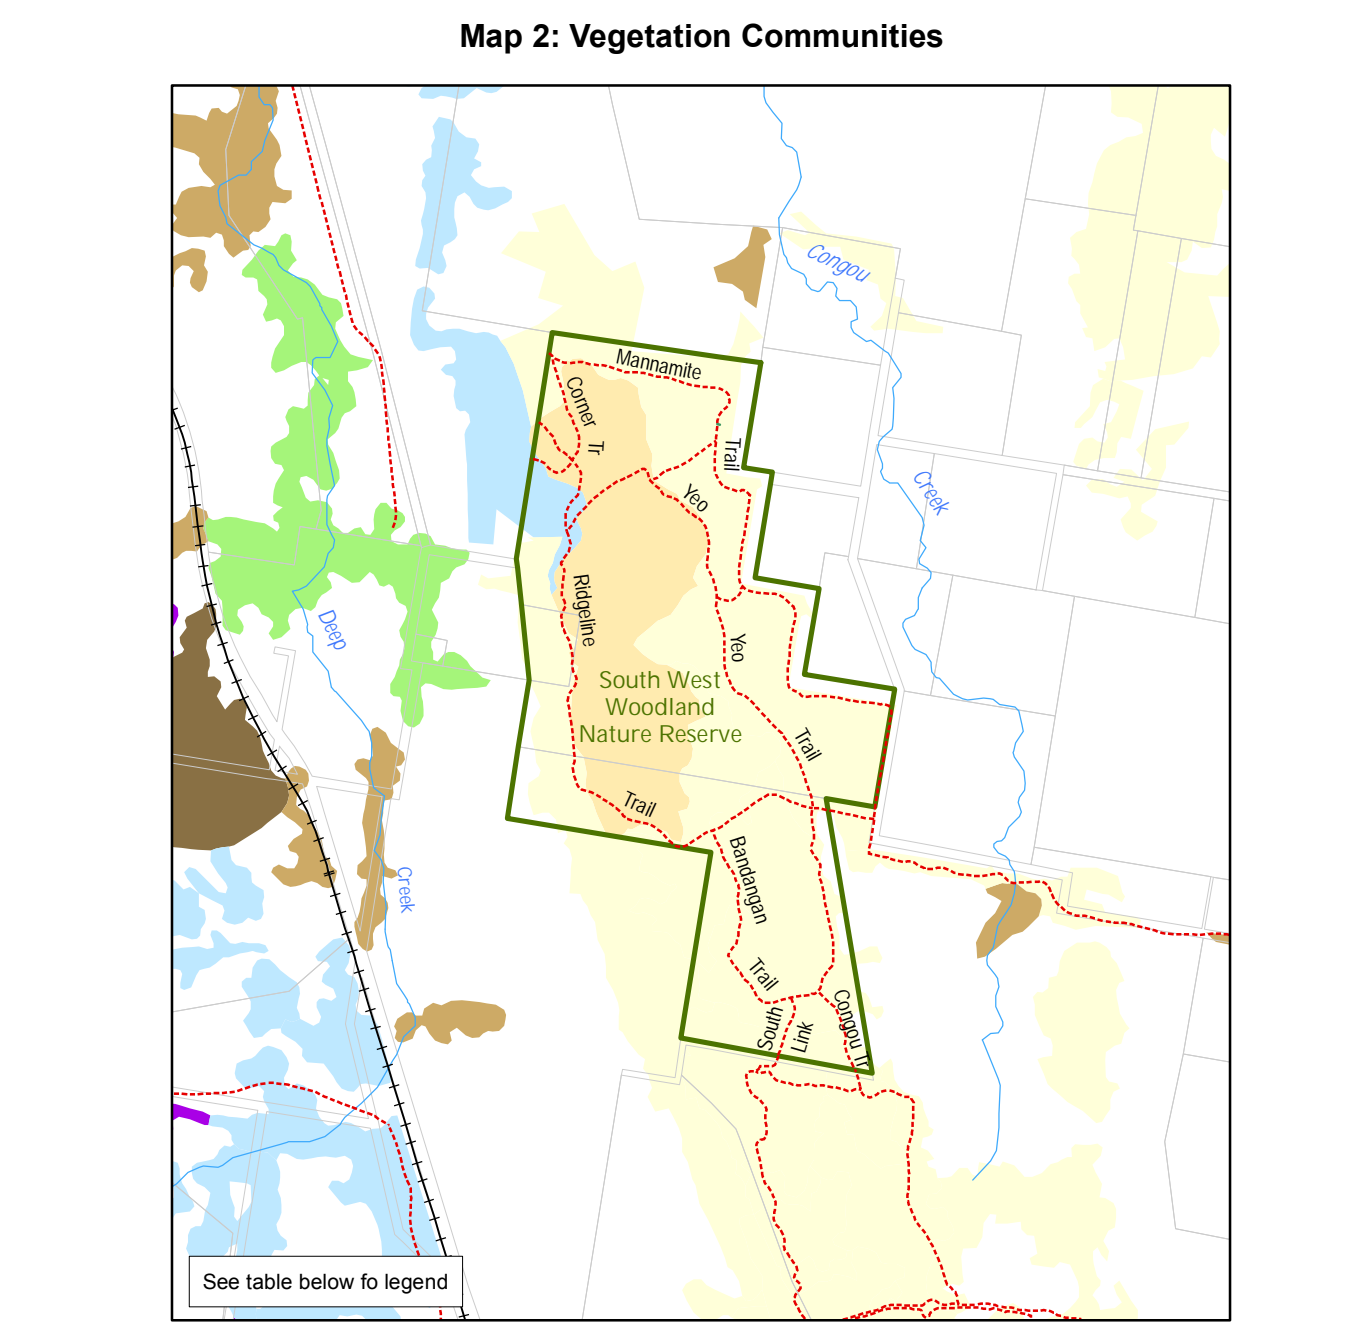 Map 2: Vegetation Communities
Congou
Mannamite
Corner Tr
Trail
Yeo
Creek
Ridgeline
Deep
Yeo
South West
Woodland
Nature Reserve
Trail
Trail
Bandangan
Creek
Trail
South
Link
Congou Tr
See table below fo legend